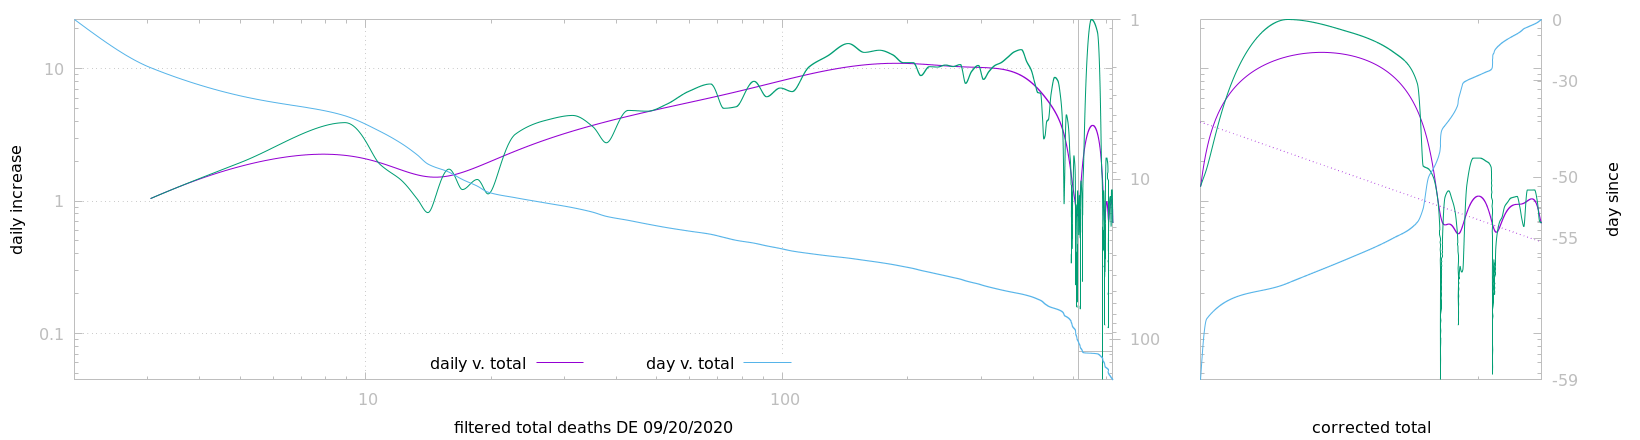 daily increase
10
1
0.1
10
100
1
10
100
daily v. total
day v. total
filtered total deaths DE 09/20/2020
0
-30
-50
-55
-59
day since
corrected total